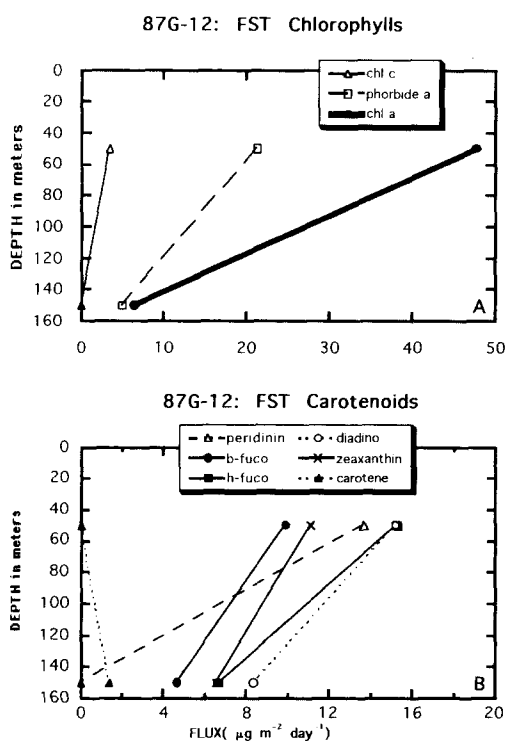 87G-12: FST Chlorophylls
0
20
40
60
80
100
120
140
160
DEPTH in meters
chl c
phorbide a
chl a
A
0 10 20 30 40 50
87G-12: FST Carotenoids
0
20
40
60
80
100
120
140
160
DEPTH in meters
peridinin diadino
b-fuco zeaxanthin
h-fuco carotene
B
0 4 8 12 16 20
FLUX( µg m⁻² day⁻¹)